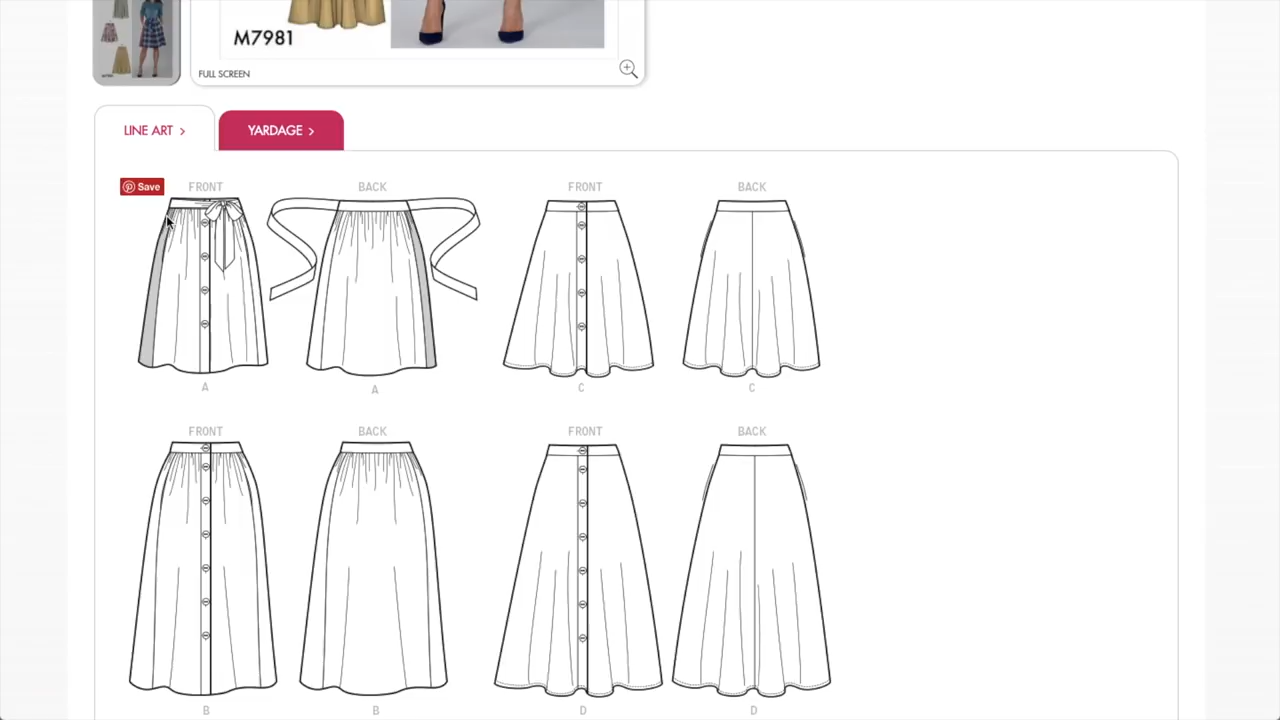 M7981
FULL SCREEN
LINE ART >
YARDAGE >
Save
FRONT
BACK
FRONT
BACK
A
A
C
C
FRONT
BACK
FRONT
BACK
B
B
D
D